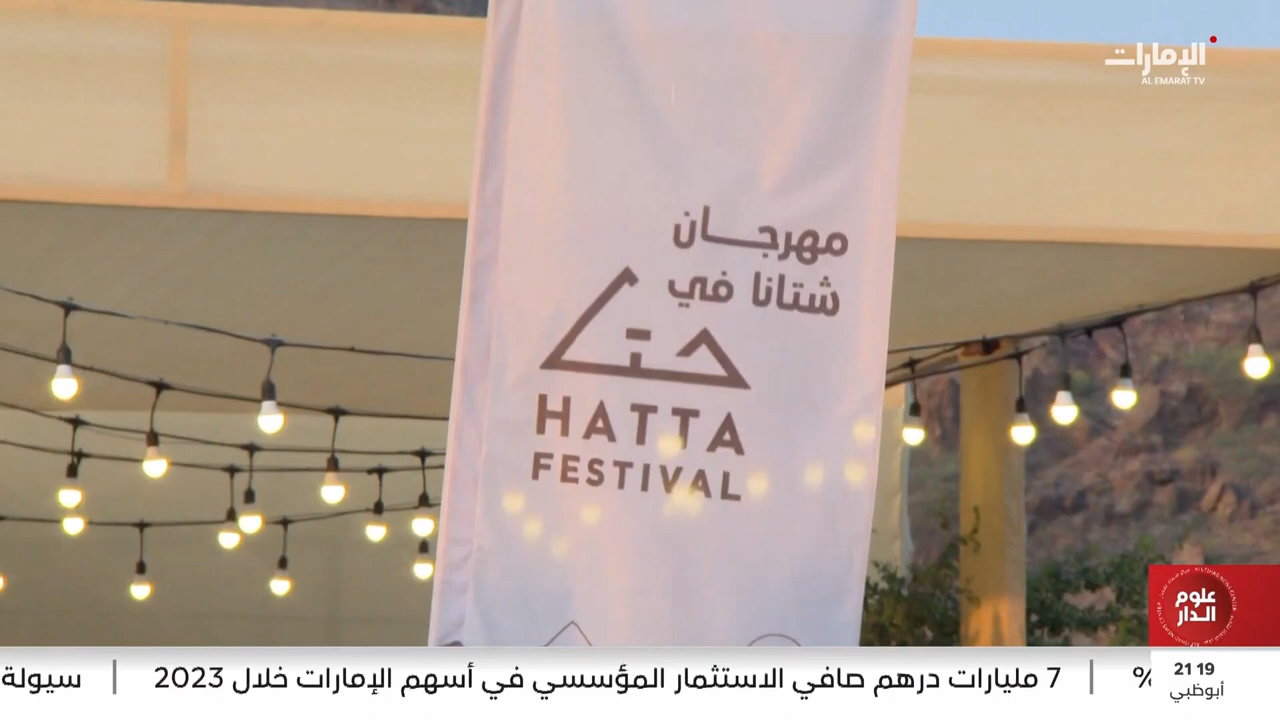 الإمارات
AL EMARAT TV
مهرجان
شتانا في
حتا
HATTA
FESTIVAL
علوم
الدار
% | 7 مليارات درهم صافي الاستثمار المؤسسي في أسهم الإمارات خلال 2023 | سيولة
21 19
أبوظبي